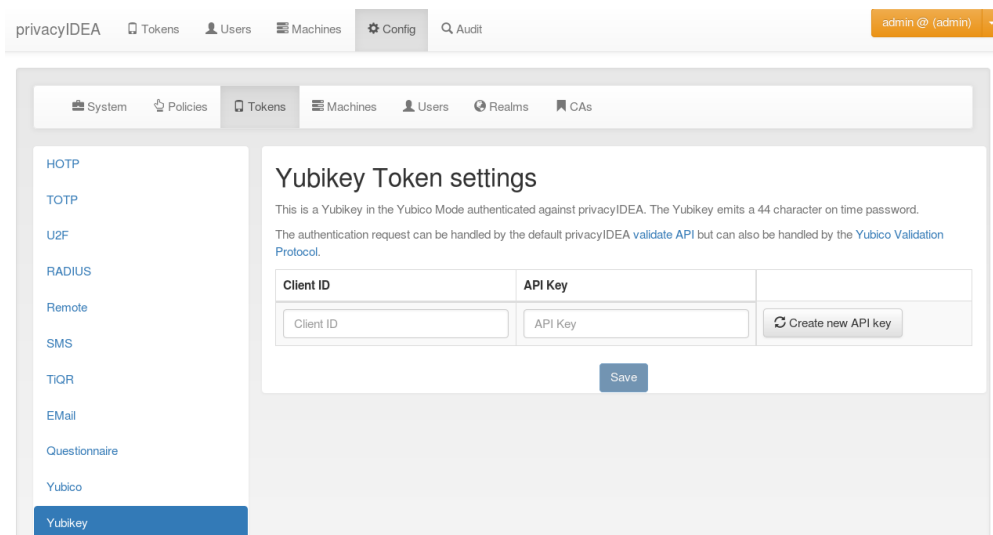 privacyIDEA Tokens Users Machines Config Audit admin @ (admin)
System Policies Tokens Machines Users Realms CAs
HOTP
TOTP
U2F
RADIUS
Remote
SMS
TiQR
EMail
Questionnaire
Yubico
Yubikey
Yubikey Token settings
This is a Yubikey in the Yubico Mode authenticated against privacyIDEA. The Yubikey emits a 44 character on time password.
The authentication request can be handled by the default privacyIDEA validate API but can also be handled by the Yubico Validation
Protocol.
Client ID API Key
Client ID API Key Create new API key
Save